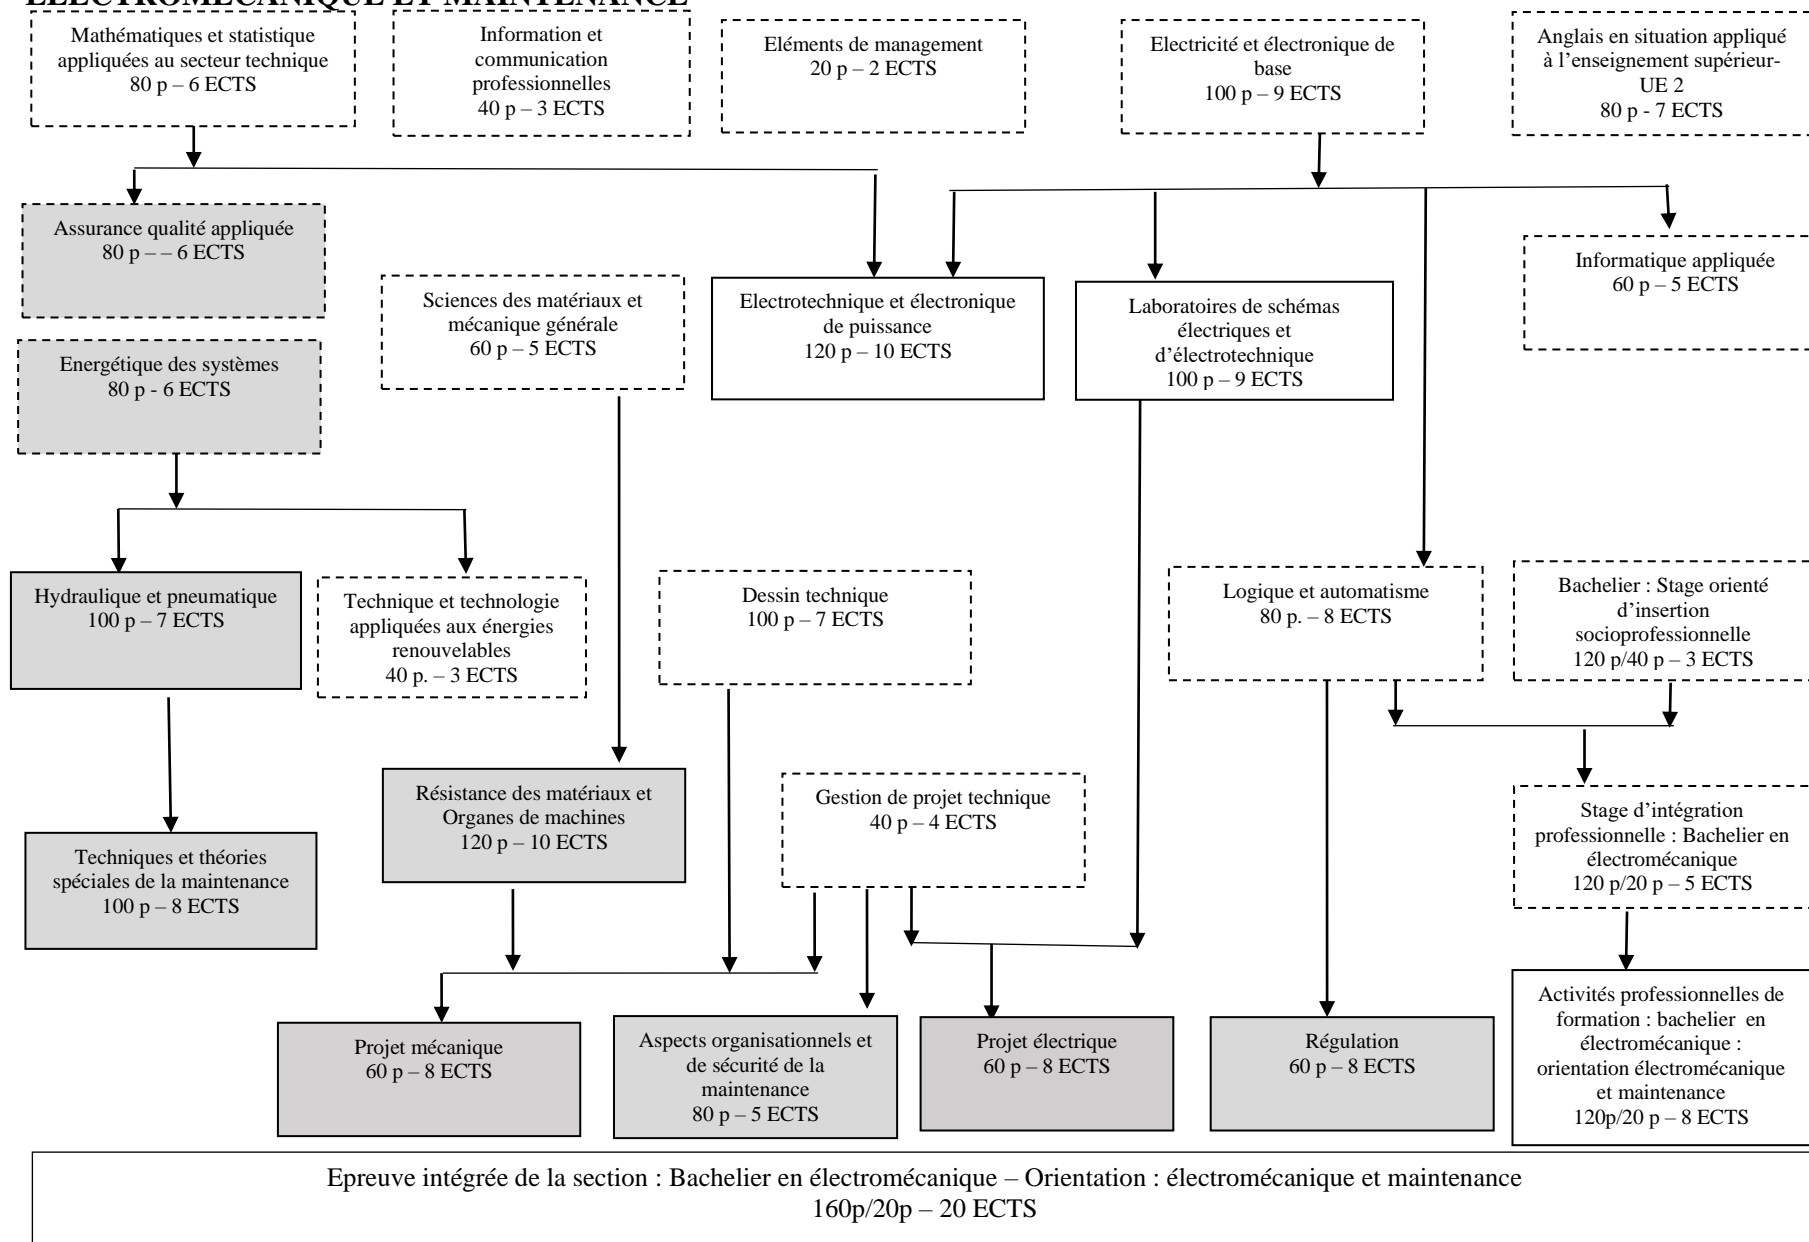 ELECTROMECANIQUE ET MAINTENANCE
Mathématiques et statistique
appliquées au secteur technique
80 p – 6 ECTS
Information et
communication
professionnelles
40 p – 3 ECTS
Eléments de management
20 p – 2 ECTS
Electricité et électronique de
base
100 p – 9 ECTS
Anglais en situation appliqué
à l’enseignement supérieur-
UE 2
80 p - 7 ECTS
Assurance qualité appliquée
80 p – – 6 ECTS
Sciences des matériaux et
mécanique générale
60 p – 5 ECTS
Electrotechnique et électronique
de puissance
120 p – 10 ECTS
Laboratoires de schémas
électriques et
d’électrotechnique
100 p – 9 ECTS
Informatique appliquée
60 p – 5 ECTS
Energétique des systèmes
80 p - 6 ECTS
Hydraulique et pneumatique
100 p – 7 ECTS
Technique et technologie
appliquées aux énergies
renouvelables
40 p. – 3 ECTS
Dessin technique
100 p – 7 ECTS
Logique et automatisme
80 p. – 8 ECTS
Bachelier : Stage orienté
d’insertion
socioprofessionnelle
120 p/40 p – 3 ECTS
Techniques et théories
spéciales de la maintenance
100 p – 8 ECTS
Résistance des matériaux et
Organes de machines
120 p – 10 ECTS
Gestion de projet technique
40 p – 4 ECTS
Stage d’intégration
professionnelle : Bachelier en
électromécanique
120 p/20 p – 5 ECTS
Projet mécanique
60 p – 8 ECTS
Aspects organisationnels et
de sécurité de la
maintenance
80 p – 5 ECTS
Projet électrique
60 p – 8 ECTS
Régulation
60 p – 8 ECTS
Activités professionnelles de
formation : bachelier en
électromécanique :
orientation électromécanique
et maintenance
120p/20 p – 8 ECTS
Epreuve intégrée de la section : Bachelier en électromécanique – Orientation : électromécanique et maintenance
160p/20p – 20 ECTS